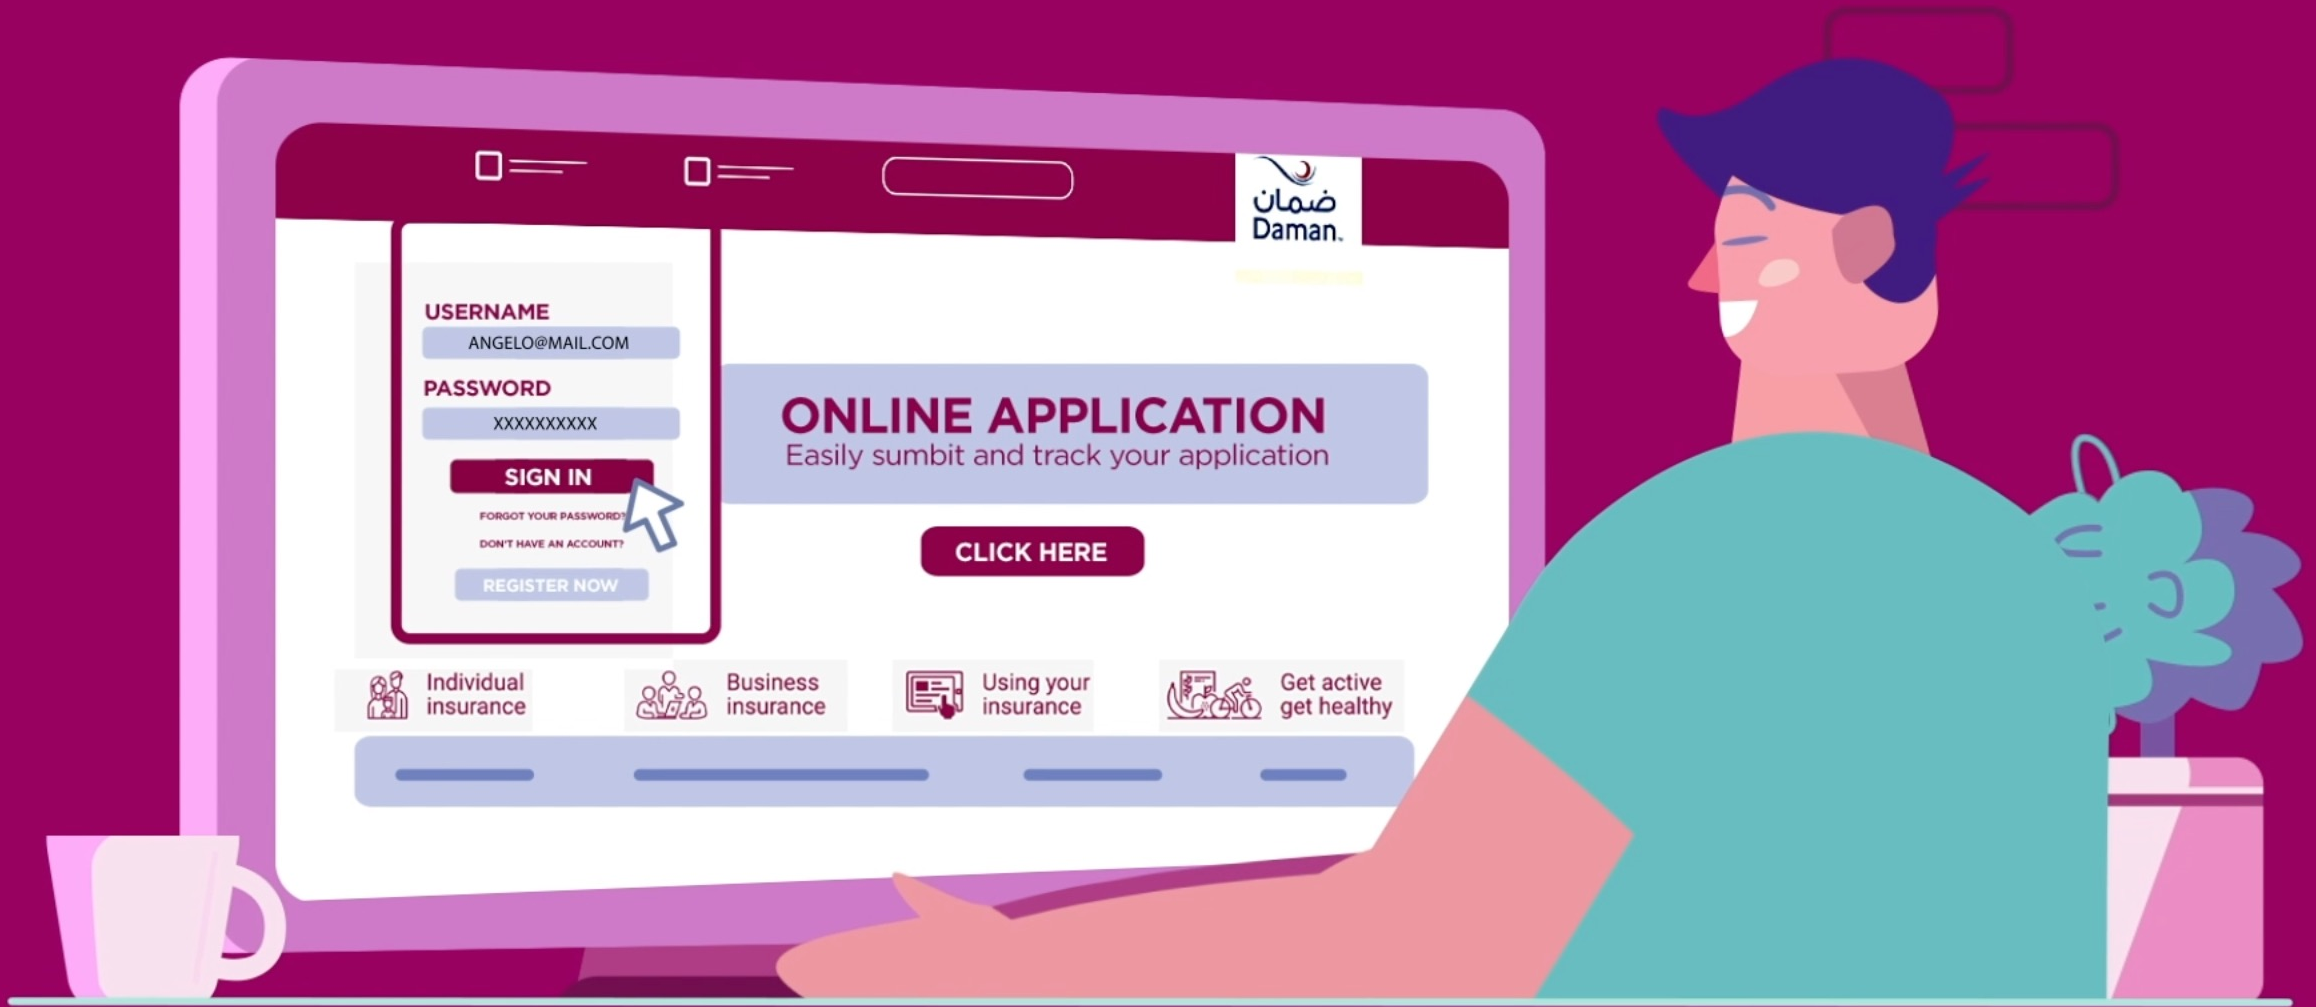 ضمان
Daman
USERNAME
ANGELO@MAIL.COM
PASSWORD
XXXXXXXXXX
SIGN IN
FORGOT YOUR PASSWORD?
DON'T HAVE AN ACCOUNT?
REGISTER NOW
ONLINE APPLICATION
Easily sumbit and track your application
CLICK HERE
Individual
insurance
Business
insurance
Using your
insurance
Get active
get healthy